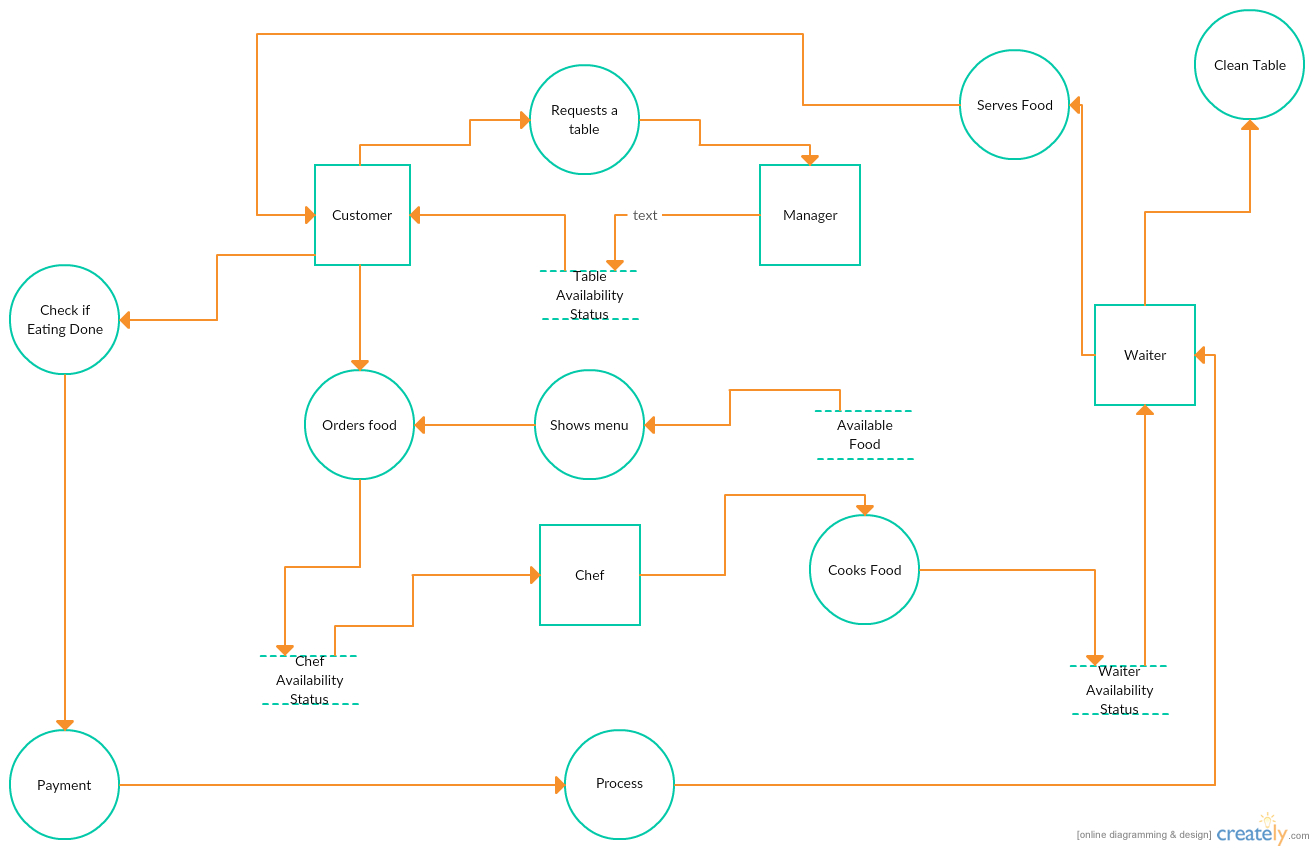 Clean Table
Serves Food
Requests a
table
Customer
text
Manager
Table
Availability
Status
Check if
Eating Done
Waiter
Orders food
Shows menu
Available
Food
Chef
Cooks Food
Chef
Availability
Status
Waiter
Availability
Status
Payment
Process
[online diagramming & design] creately.com